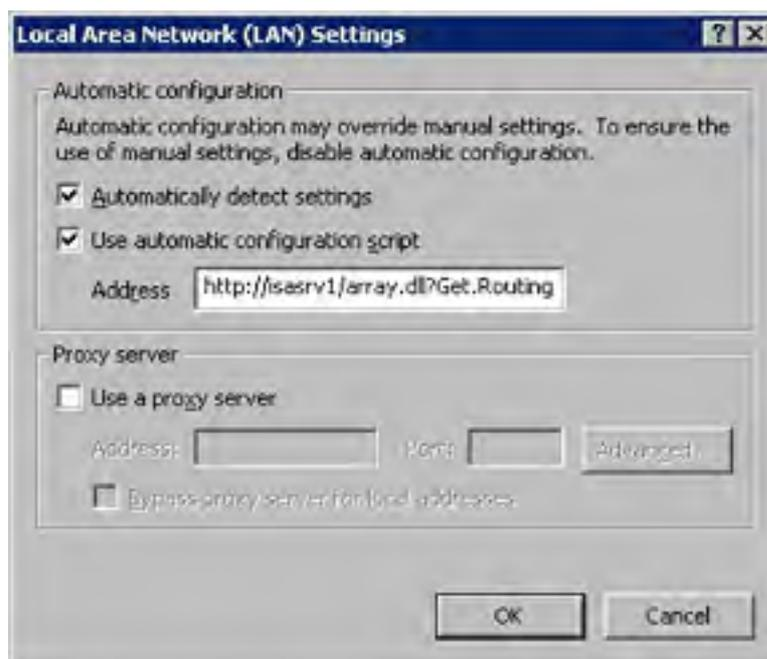 Local Area Network (LAN) Settings
Automatic configuration
Automatic configuration may override manual settings. To ensure the
use of manual settings, disable automatic configuration.
Automatically detect settings
Use automatic configuration script
Address http://isasrv1/array.dll?Get.Routing
Proxy server
Use a proxy server
Address: Port: Advanced...
Bypass proxy server for local addresses
OK Cancel